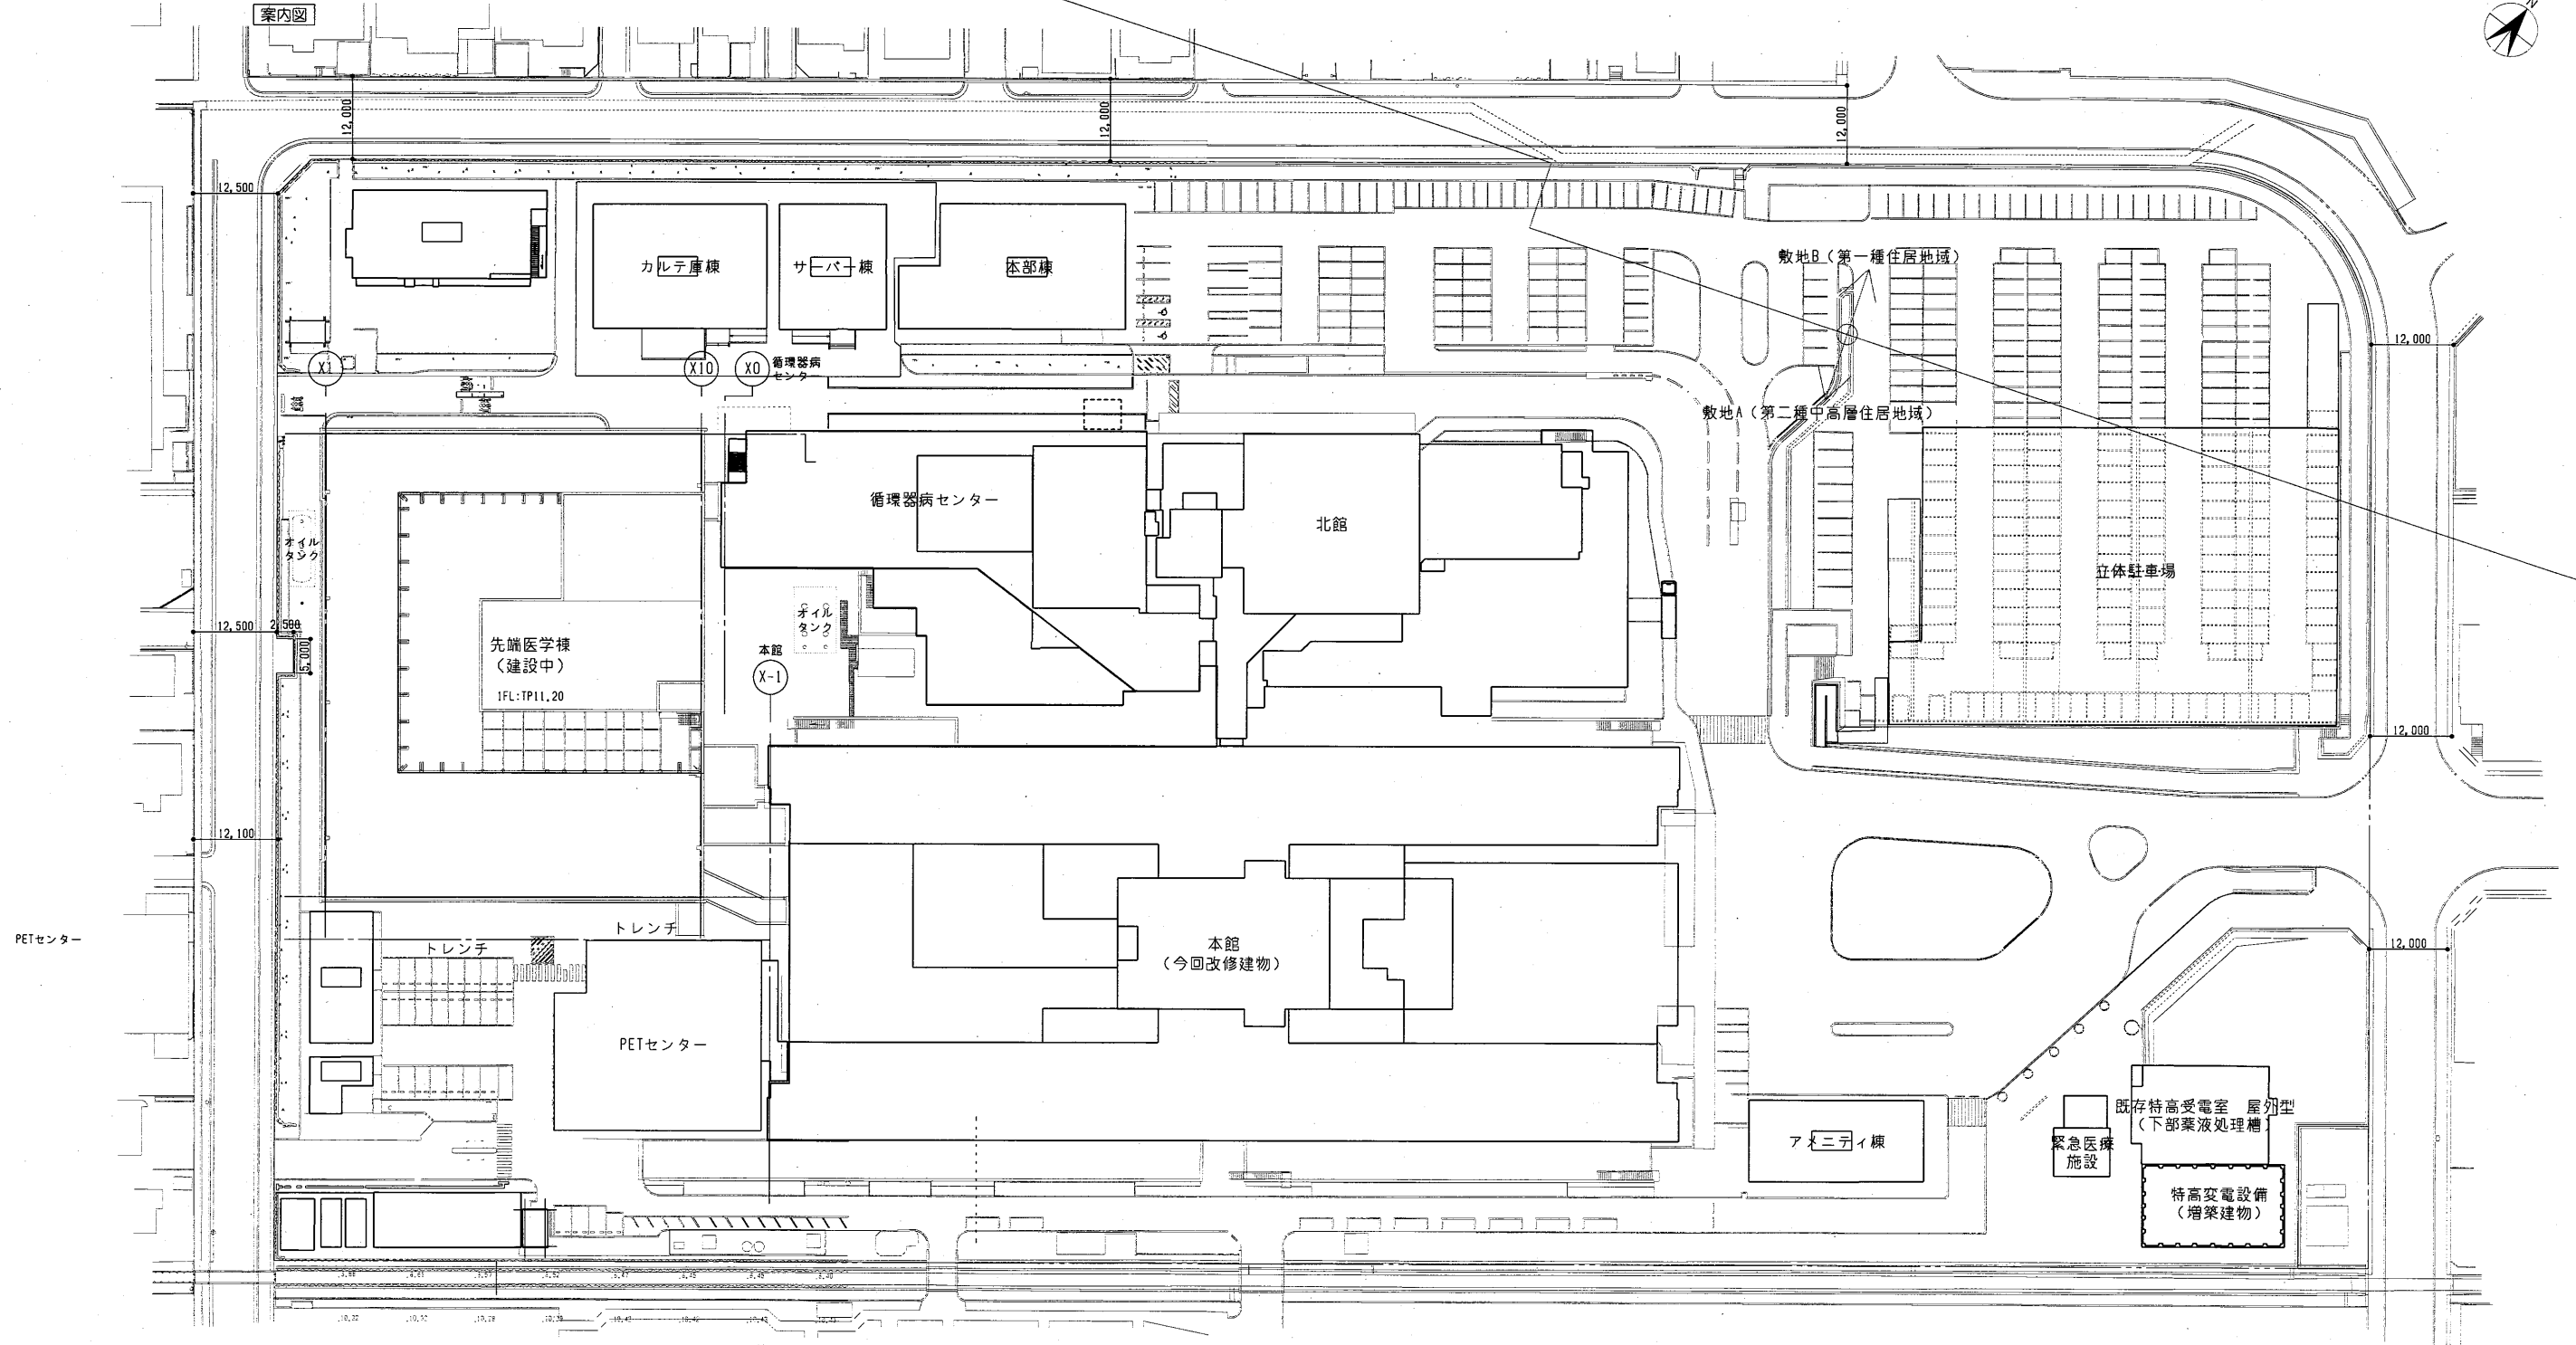 案内図
N
12,000
12,000
12,000
12,500
カルテ庫棟
サーバー棟
本部棟
敷地B（第一種住居地域）
X1
X10
X0
循環器病
センター
12,000
敷地A（第二種中高層住居地域）
循環器病センター
北館
オイル
タンク
立体駐車場
オイル
タンク
12,500
2,500
5,000
先端医学棟
（建設中）
1FL:TP11.20
本館
X-1
12,000
12,100
トレンチ
トレンチ
PETセンター
本館
（今回改修建物）
12,000
PETセンター
既存特高受電室　屋外型
（下部薬液処理槽）
アメニティ棟
緊急医療
施設
特高変電設備
（増築建物）